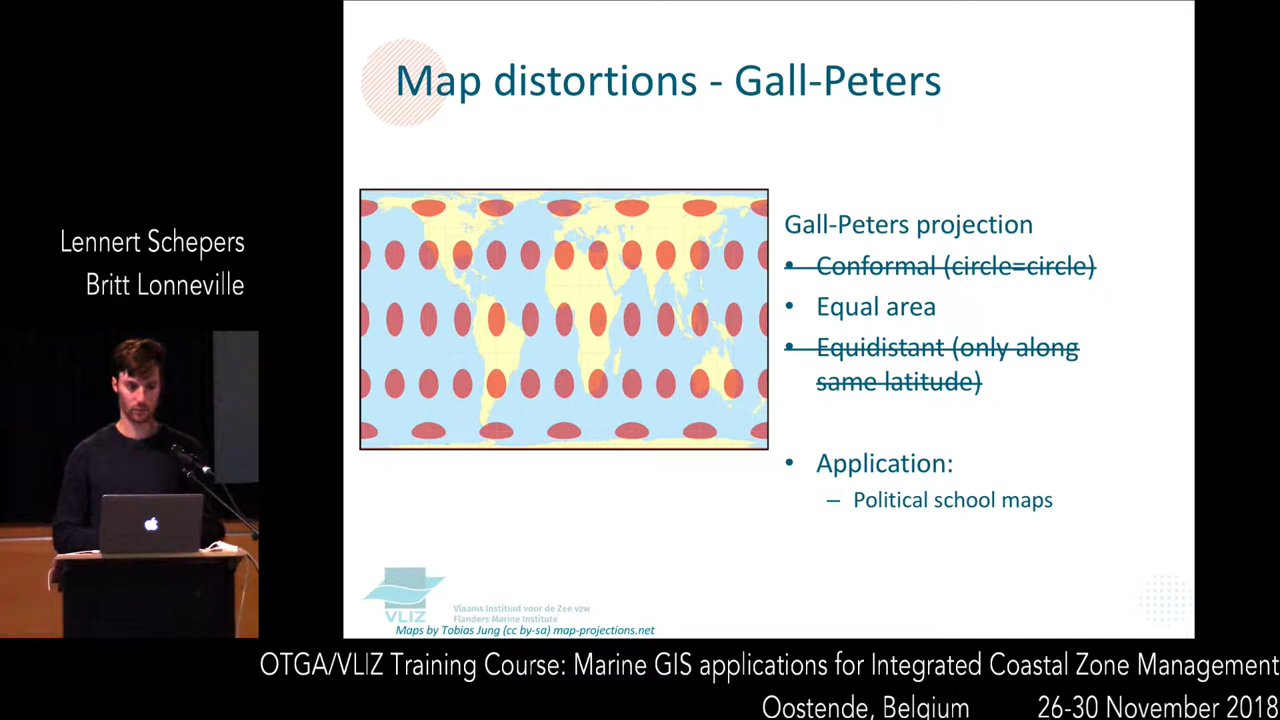 Map distortions - Gall-Peters
Lennert Schepers
Britt Lonneville
Gall-Peters projection
• Conformal (circle=circle)
• Equal area
• Equidistant (only along
same latitude)
• Application:
– Political school maps
VLIZ
Vlaams Instituut voor de Zee vzw
Flanders Marine Institute
Maps by Tobias Jung (cc by-sa) map-projections.net
OTGA/VLIZ Training Course: Marine GIS applications for Integrated Coastal Zone Management
Oostende, Belgium 26-30 November 2018